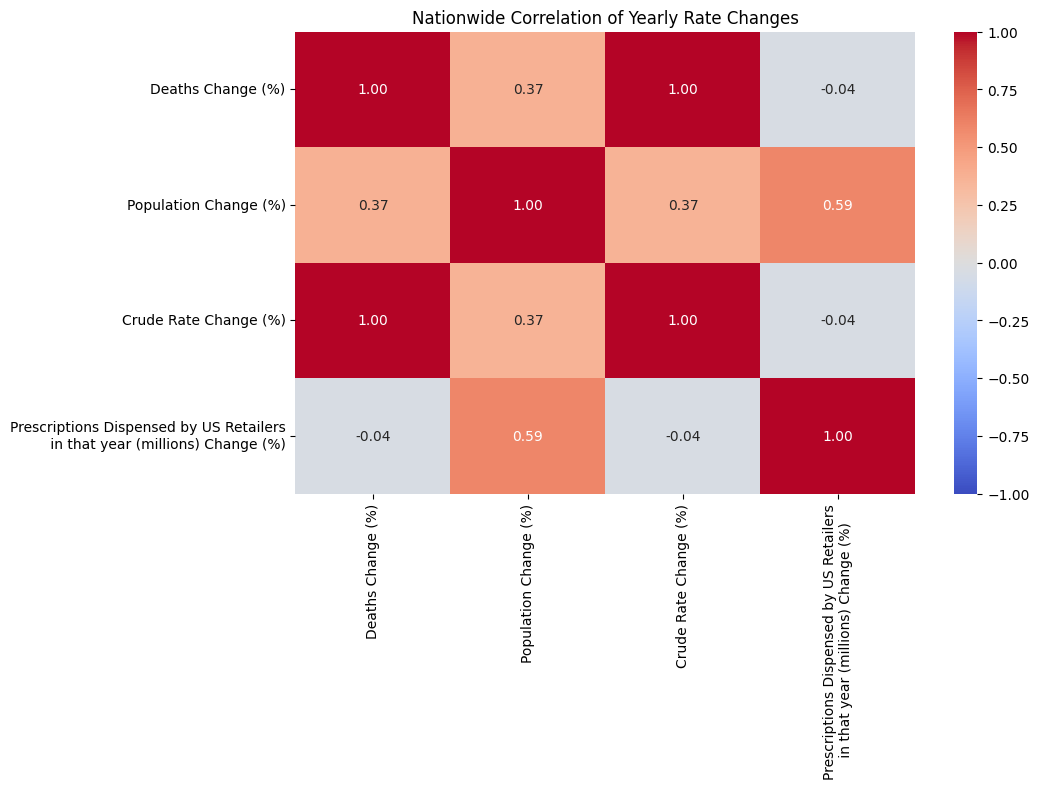 Nationwide Correlation of Yearly Rate Changes
Deaths Change (%)
1.00
0.37
1.00
-0.04
Population Change (%)
0.37
1.00
0.37
0.59
Crude Rate Change (%)
1.00
0.37
1.00
-0.04
Prescriptions Dispensed by US Retailers
in that year (millions) Change (%)
-0.04
0.59
-0.04
1.00
Deaths Change (%)
Population Change (%)
Crude Rate Change (%)
Prescriptions Dispensed by US Retailers
in that year (millions) Change (%)
1.00
0.75
0.50
0.25
0.00
−0.25
−0.50
−0.75
−1.00